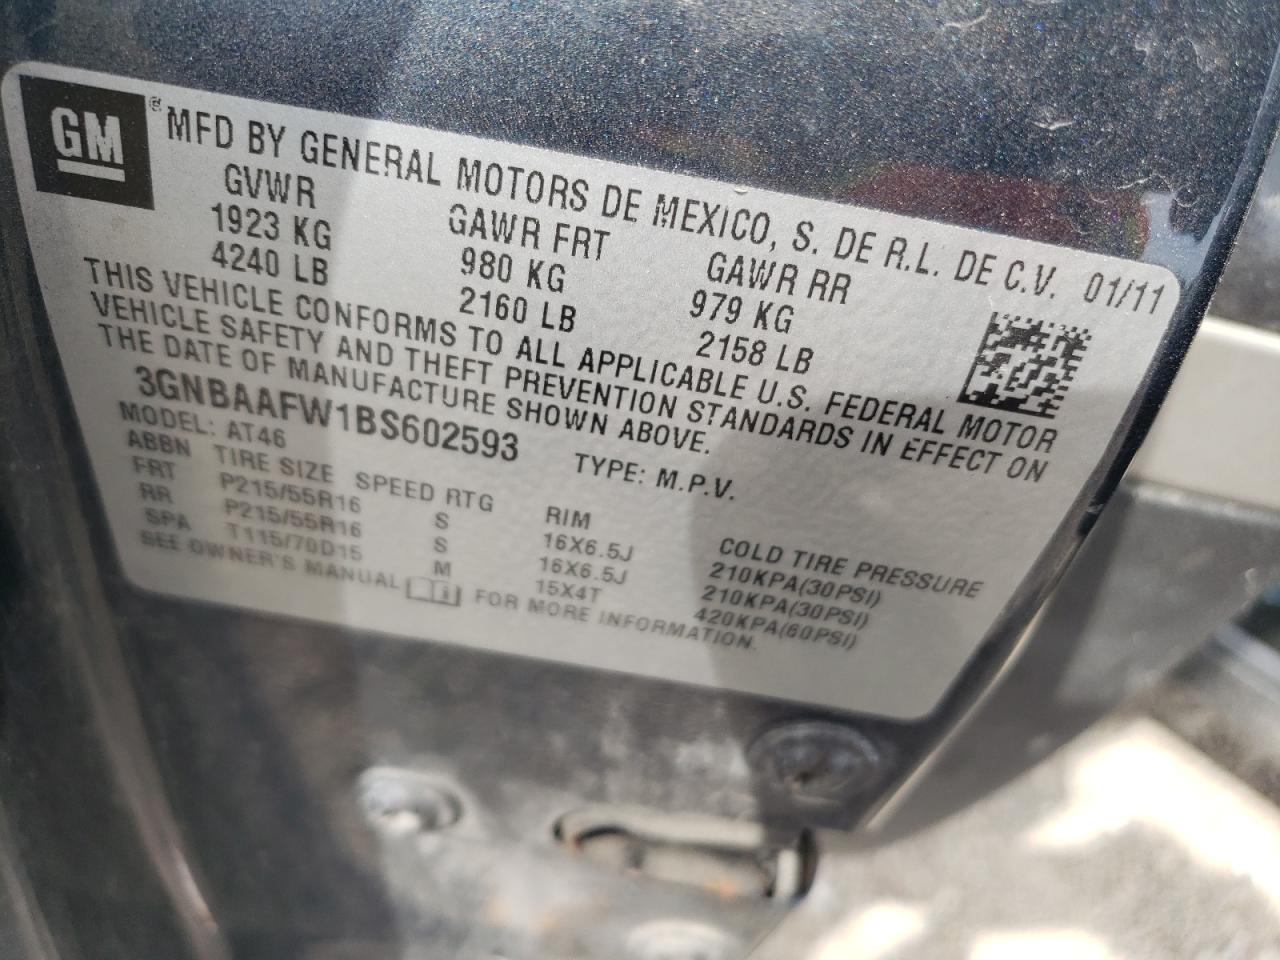 GM
© MFD BY GENERAL MOTORS DE MEXICO, S. DE R.L. DE C.V. 01/11
GVWR GAWR FRT GAWR RR
1923 KG 980 KG 979 KG
4240 LB 2160 LB 2158 LB
THIS VEHICLE CONFORMS TO ALL APPLICABLE U.S. FEDERAL MOTOR
VEHICLE SAFETY AND THEFT PREVENTION STANDARDS IN EFFECT ON
THE DATE OF MANUFACTURE SHOWN ABOVE.
3GNBAAFW1BS602593 TYPE: M.P.V.
MODEL: AT46
ABBN TIRE SIZE SPEED RTG RIM COLD TIRE PRESSURE
FRT P215/55R16 S 16X6.5J 210KPA(30PSI)
RR P215/55R16 S 16X6.5J 210KPA(30PSI)
SPA T115/70D15 M 15X4T 420KPA(60PSI)
SEE OWNER'S MANUAL FOR MORE INFORMATION.